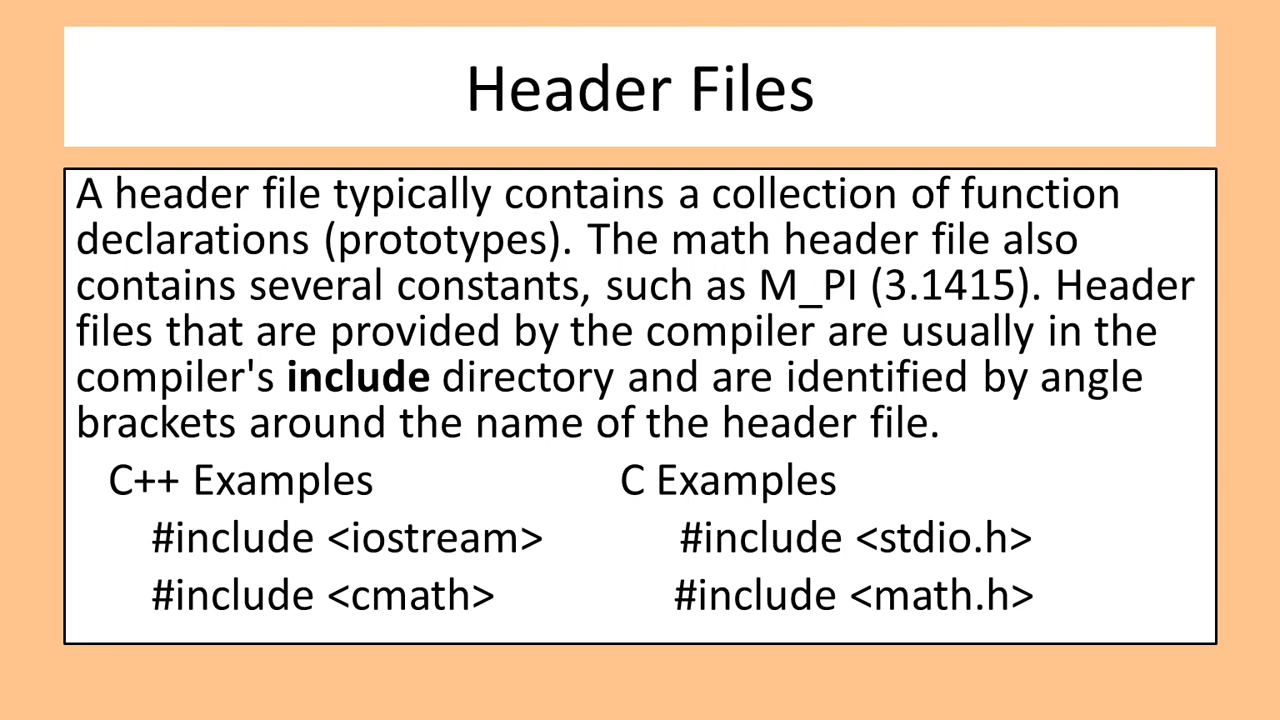 Header Files
A header file typically contains a collection of function
declarations (prototypes). The math header file also
contains several constants, such as M_PI (3.1415). Header
files that are provided by the compiler are usually in the
compiler's include directory and are identified by angle
brackets around the name of the header file.
C++ Examples C Examples
#include <iostream> #include <stdio.h>
#include <cmath> #include <math.h>